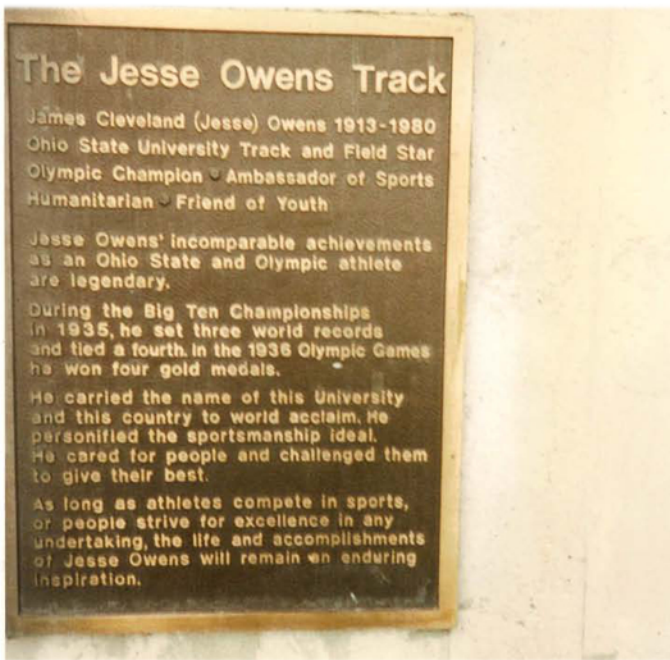 The Jesse Owens Track
James Cleveland (Jesse) Owens 1913-1980
Ohio State University Track and Field Star
Olympic Champion • Ambassador of Sports
Humanitarian • Friend of Youth
Jesse Owens' incomparable achievements
as an Ohio State and Olympic athlete
are legendary.
During the Big Ten Championships
in 1935, he set three world records
and tied a fourth. In the 1936 Olympic Games
he won four gold medals.
He carried the name of this University
and this country to world acclaim. He
personified the sportsmanship ideal.
He cared for people and challenged them
to give their best.
As long as athletes compete in sports,
or people strive for excellence in any
undertaking, the life and accomplishments
of Jesse Owens will remain an enduring
inspiration.